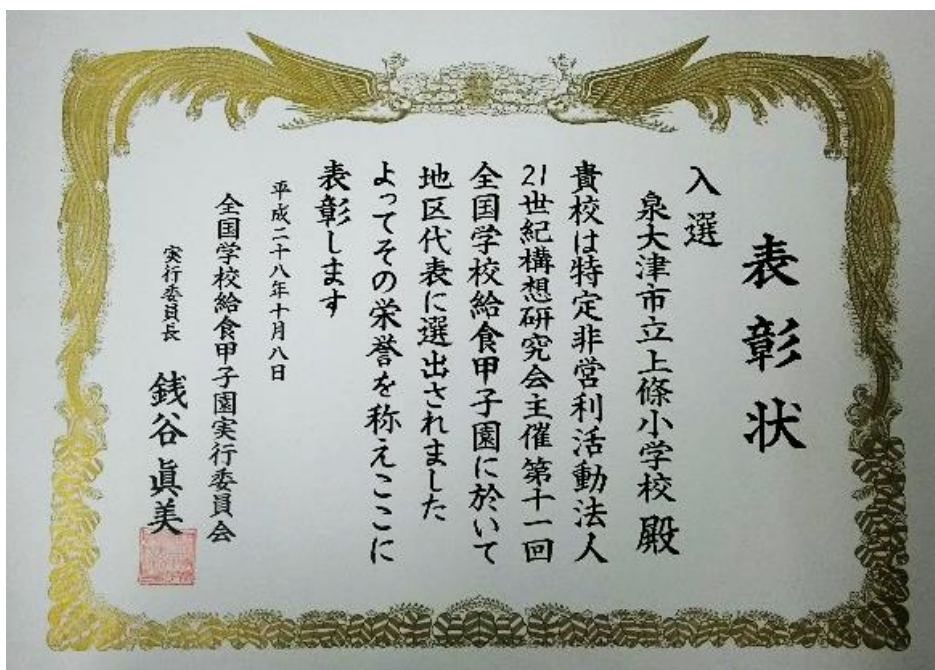 表彰状
入選
泉大津市立上條小学校 殿
貴校は特定非営利活動法人
21世紀構想研究会主催第十一回
全国学校給食甲子園に於いて
地区代表に選出されました
よってその栄誉を称えここに
表彰します
平成二十八年十月八日
全国学校給食甲子園実行委員会
実行委員長 銭谷眞美